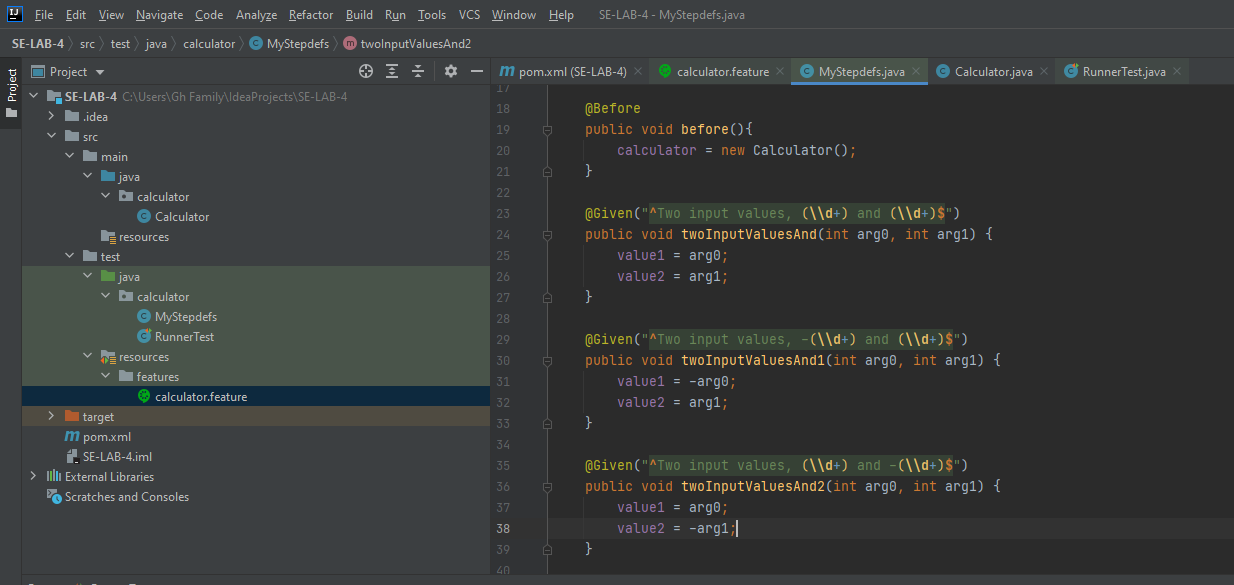 File Edit View Navigate Code Analyze Refactor Build Run Tools VCS Window Help SE-LAB-4 - MyStepdefs.java
SE-LAB-4 src test java calculator MyStepdefs twoInputValuesAnd2
Project
Project
SE-LAB-4 C:\Users\Gh Family\IdeaProjects\SE-LAB-4
.idea
src
main
java
calculator
Calculator
resources
test
java
calculator
MyStepdefs
RunnerTest
resources
features
calculator.feature
target
pom.xml
SE-LAB-4.iml
External Libraries
Scratches and Consoles
pom.xml (SE-LAB-4) calculator.feature MyStepdefs.java Calculator.java RunnerTest.java
17
18 @Before
19 public void before(){
20 calculator = new Calculator();
21 }
22
23 @Given("^Two input values, (\\d+) and (\\d+)$")
24 public void twoInputValuesAnd(int arg0, int arg1) {
25 value1 = arg0;
26 value2 = arg1;
27 }
28
29 @Given("^Two input values, -(\\d+) and (\\d+)$")
30 public void twoInputValuesAnd1(int arg0, int arg1) {
31 value1 = -arg0;
32 value2 = arg1;
33 }
34
35 @Given("^Two input values, (\\d+) and -(\\d+)$")
36 public void twoInputValuesAnd2(int arg0, int arg1) {
37 value1 = arg0;
38 value2 = -arg1;
39 }
40